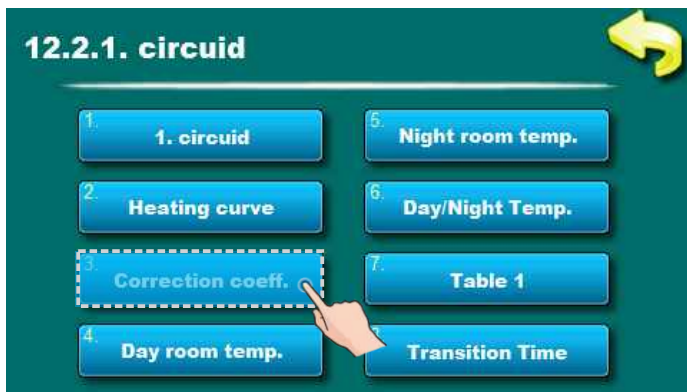 12.2.1. circuid
1.
1. circuid
2.
Heating curve
3.
Correction coeff.
4.
Day room temp.
5.
Night room temp.
6.
Day/Night Temp.
7.
Table 1
Transition Time